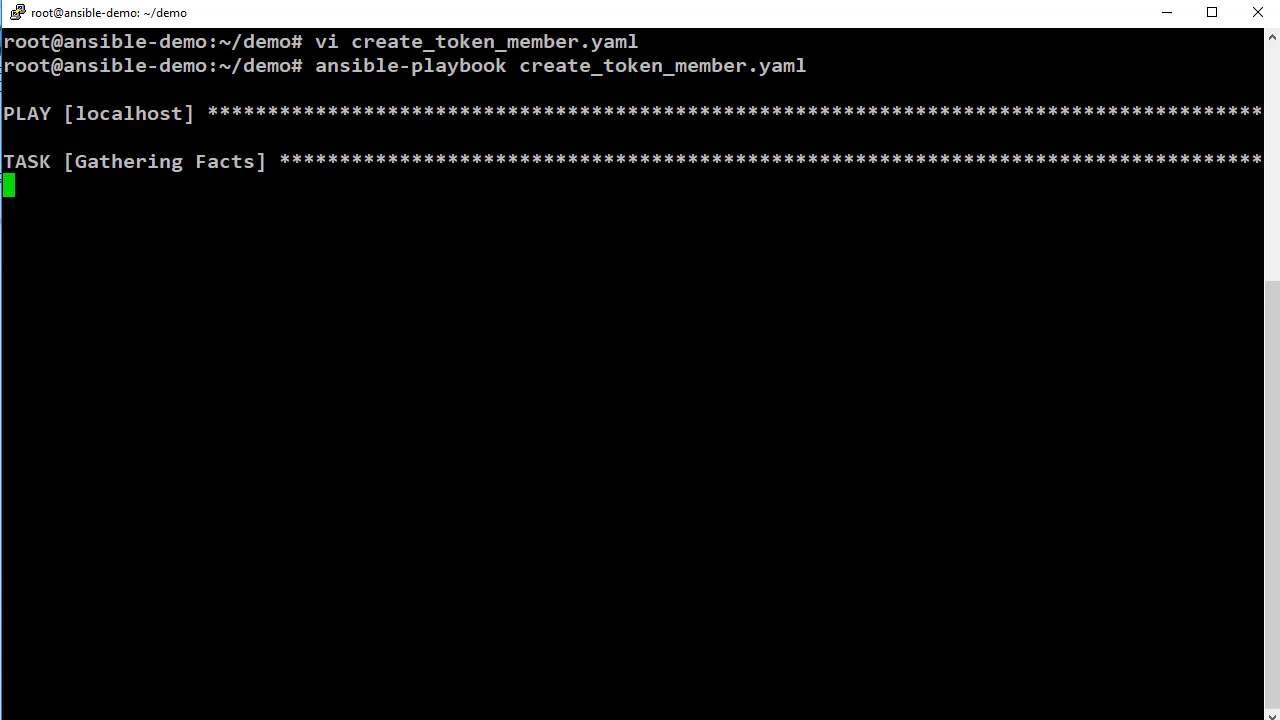 root@ansible-demo: ~/demo
root@ansible-demo:~/demo# vi create_token_member.yaml
root@ansible-demo:~/demo# ansible-playbook create_token_member.yaml
PLAY [localhost] ****************************************************************************************
TASK [Gathering Facts] **********************************************************************************